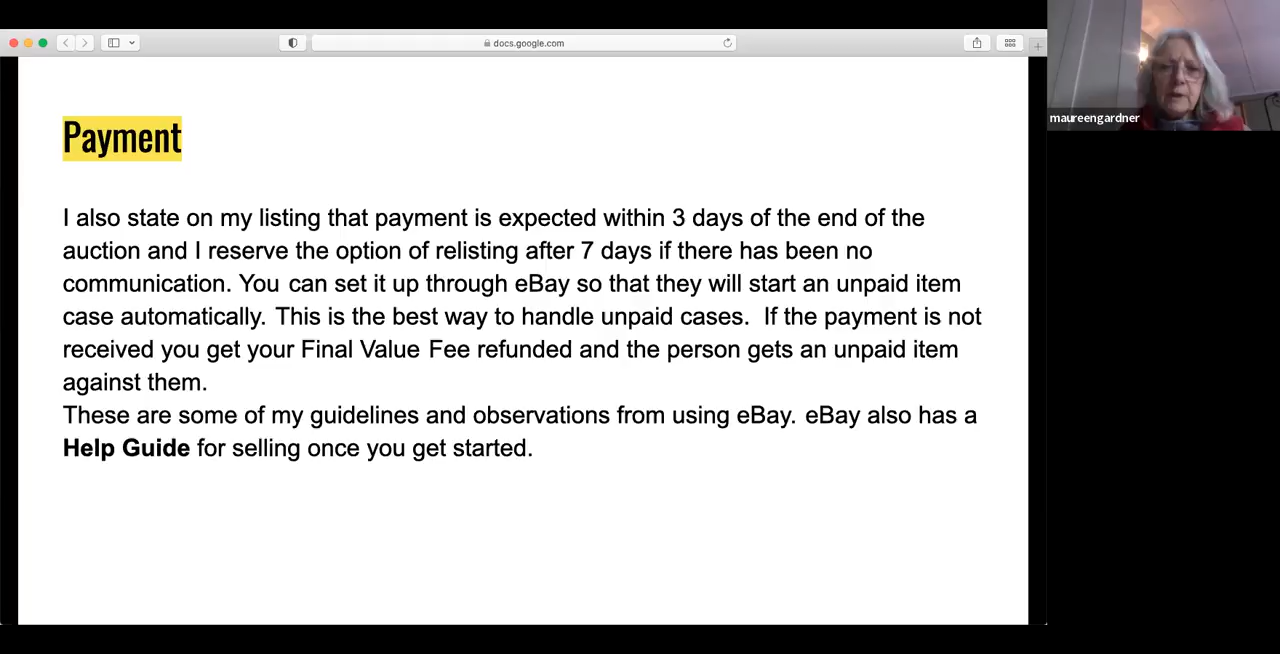 docs.google.com
maureengardner
Payment
I also state on my listing that payment is expected within 3 days of the end of the
auction and I reserve the option of relisting after 7 days if there has been no
communication. You can set it up through eBay so that they will start an unpaid item
case automatically. This is the best way to handle unpaid cases. If the payment is not
received you get your Final Value Fee refunded and the person gets an unpaid item
against them.
These are some of my guidelines and observations from using eBay. eBay also has a
Help Guide for selling once you get started.